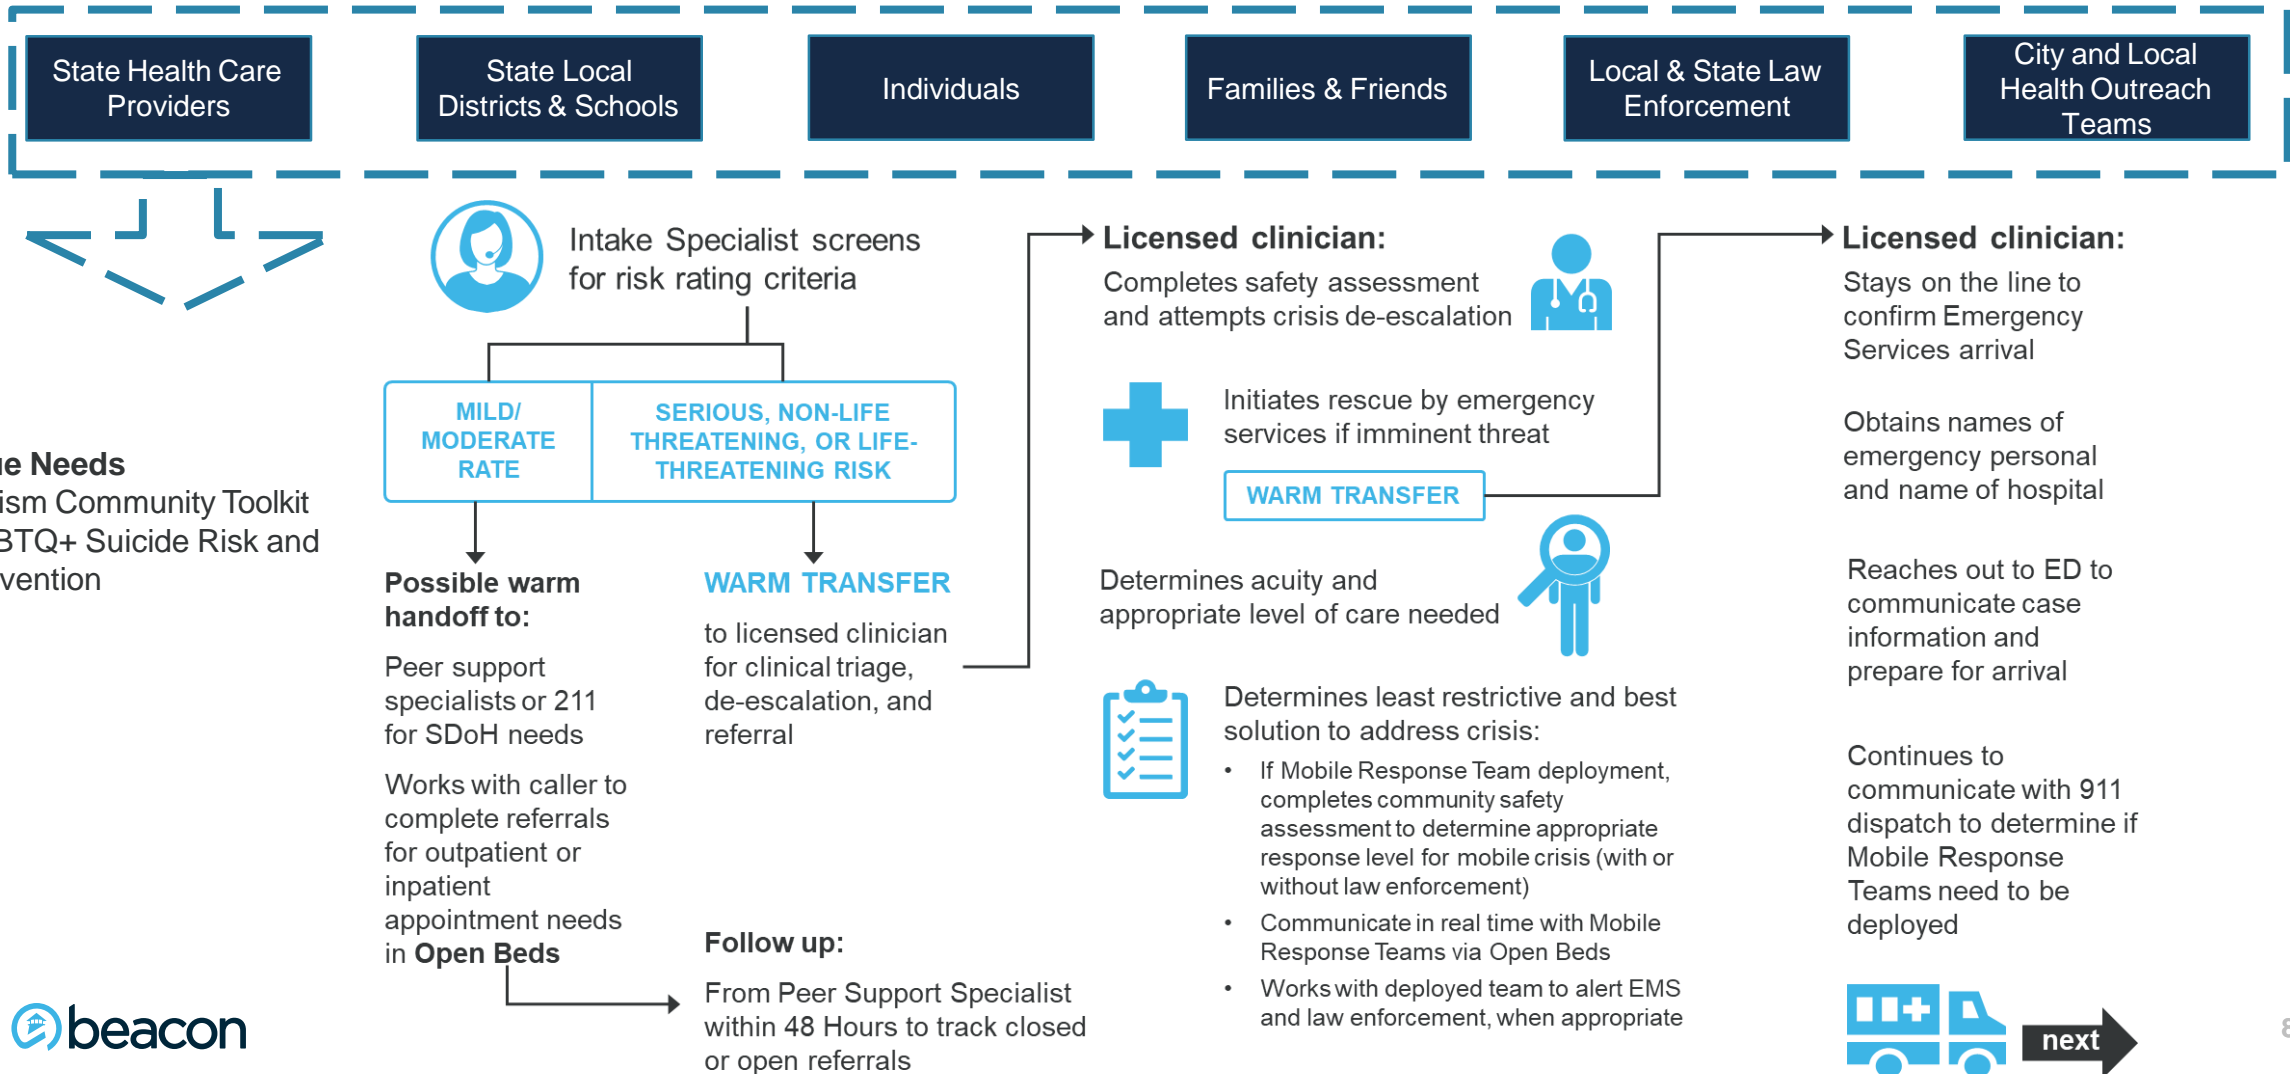 State Health Care
Providers
State Local
Districts & Schools
Individuals
Families & Friends
Local & State Law
Enforcement
City and Local
Health Outreach
Teams
ue Needs
ism Community Toolkit
BTQ+ Suicide Risk and
vention
Intake Specialist screens
for risk rating criteria
MILD/
MODERATE
RATE
SERIOUS, NON-LIFE
THREATENING, OR LIFE-
THREATENING RISK
Possible warm
handoff to:
Peer support
specialists or 211
for SDoH needs
Works with caller to
complete referrals
for outpatient or
inpatient
appointment needs
in Open Beds
WARM TRANSFER
to licensed clinician
for clinical triage,
de-escalation, and
referral
Follow up:
From Peer Support Specialist
within 48 Hours to track closed
or open referrals
Licensed clinician:
Completes safety assessment
and attempts crisis de-escalation
Initiates rescue by emergency
services if imminent threat
WARM TRANSFER
Determines acuity and
appropriate level of care needed
Determines least restrictive and best
solution to address crisis:
• If Mobile Response Team deployment,
completes community safety
assessment to determine appropriate
response level for mobile crisis (with or
without law enforcement)
• Communicate in real time with Mobile
Response Teams via Open Beds
• Works with deployed team to alert EMS
and law enforcement, when appropriate
Licensed clinician:
Stays on the line to
confirm Emergency
Services arrival
Obtains names of
emergency personal
and name of hospital
Reaches out to ED to
communicate case
information and
prepare for arrival
Continues to
communicate with 911
dispatch to determine if
Mobile Response
Teams need to be
deployed
beacon
next